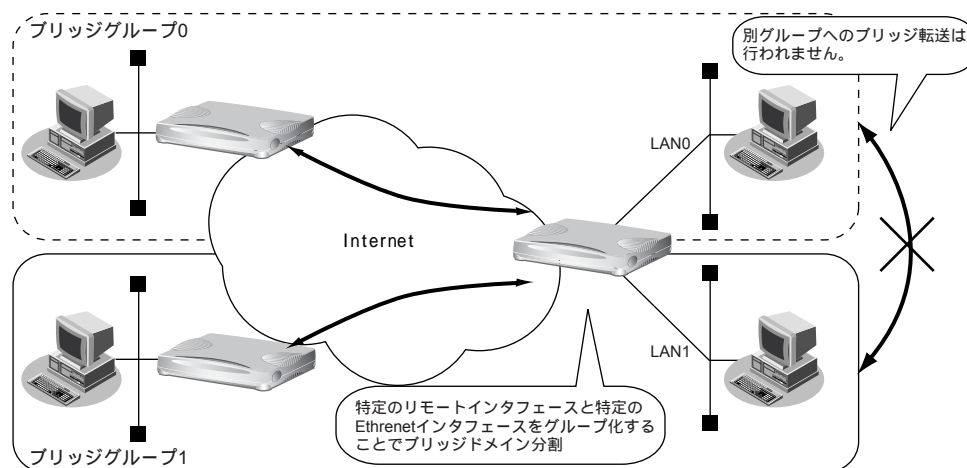 ブリッジグループ0
別グループへのブリッジ転送は
行われません。
LAN0
Internet
LAN1
特定のリモートインタフェースと特定の
Ethrenetインタフェースをグループ化する
ことでブリッジドメイン分割
ブリッジグループ1